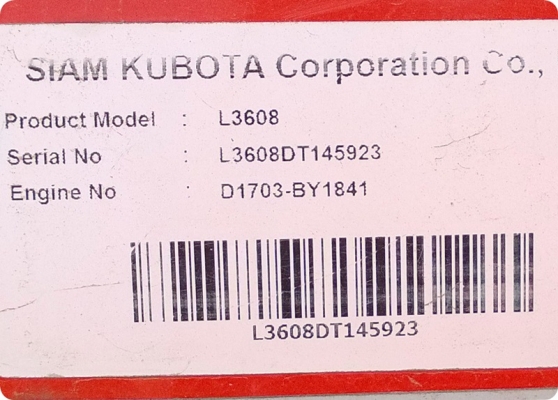 SIAM KUBOTA Corporation Co.,
Product Model : L3608
Serial No : L3608DT145923
Engine No : D1703-BY1841
L3608DT145923